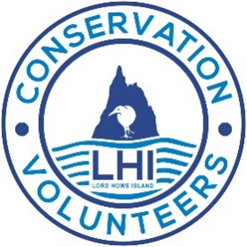 CONSERVATION
LHI
LORD HOWE ISLAND
VOLUNTEERS